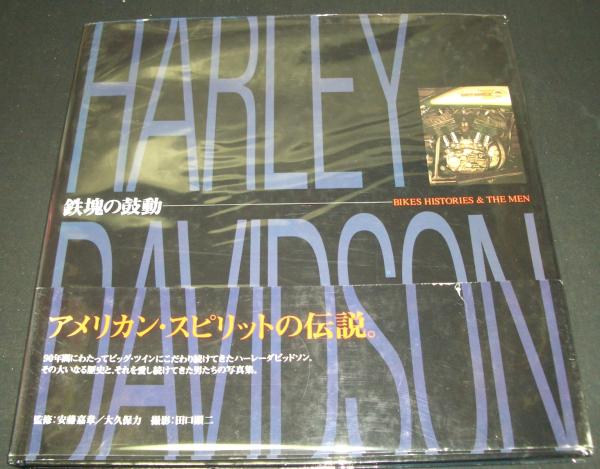 HARLEY
鉄塊の鼓動
BIKES HISTORIES & THE MEN
DAVIDSON
アメリカン・スピリットの伝説。
90年間にわたってビッグ・ツインにこだわり続けてきたハーレーダビッドソン。
その大いなる歴史と、それを愛し続けてきた男たちの写真集。
監修:安藤嘉章/大久保力 撮影:田口顯二